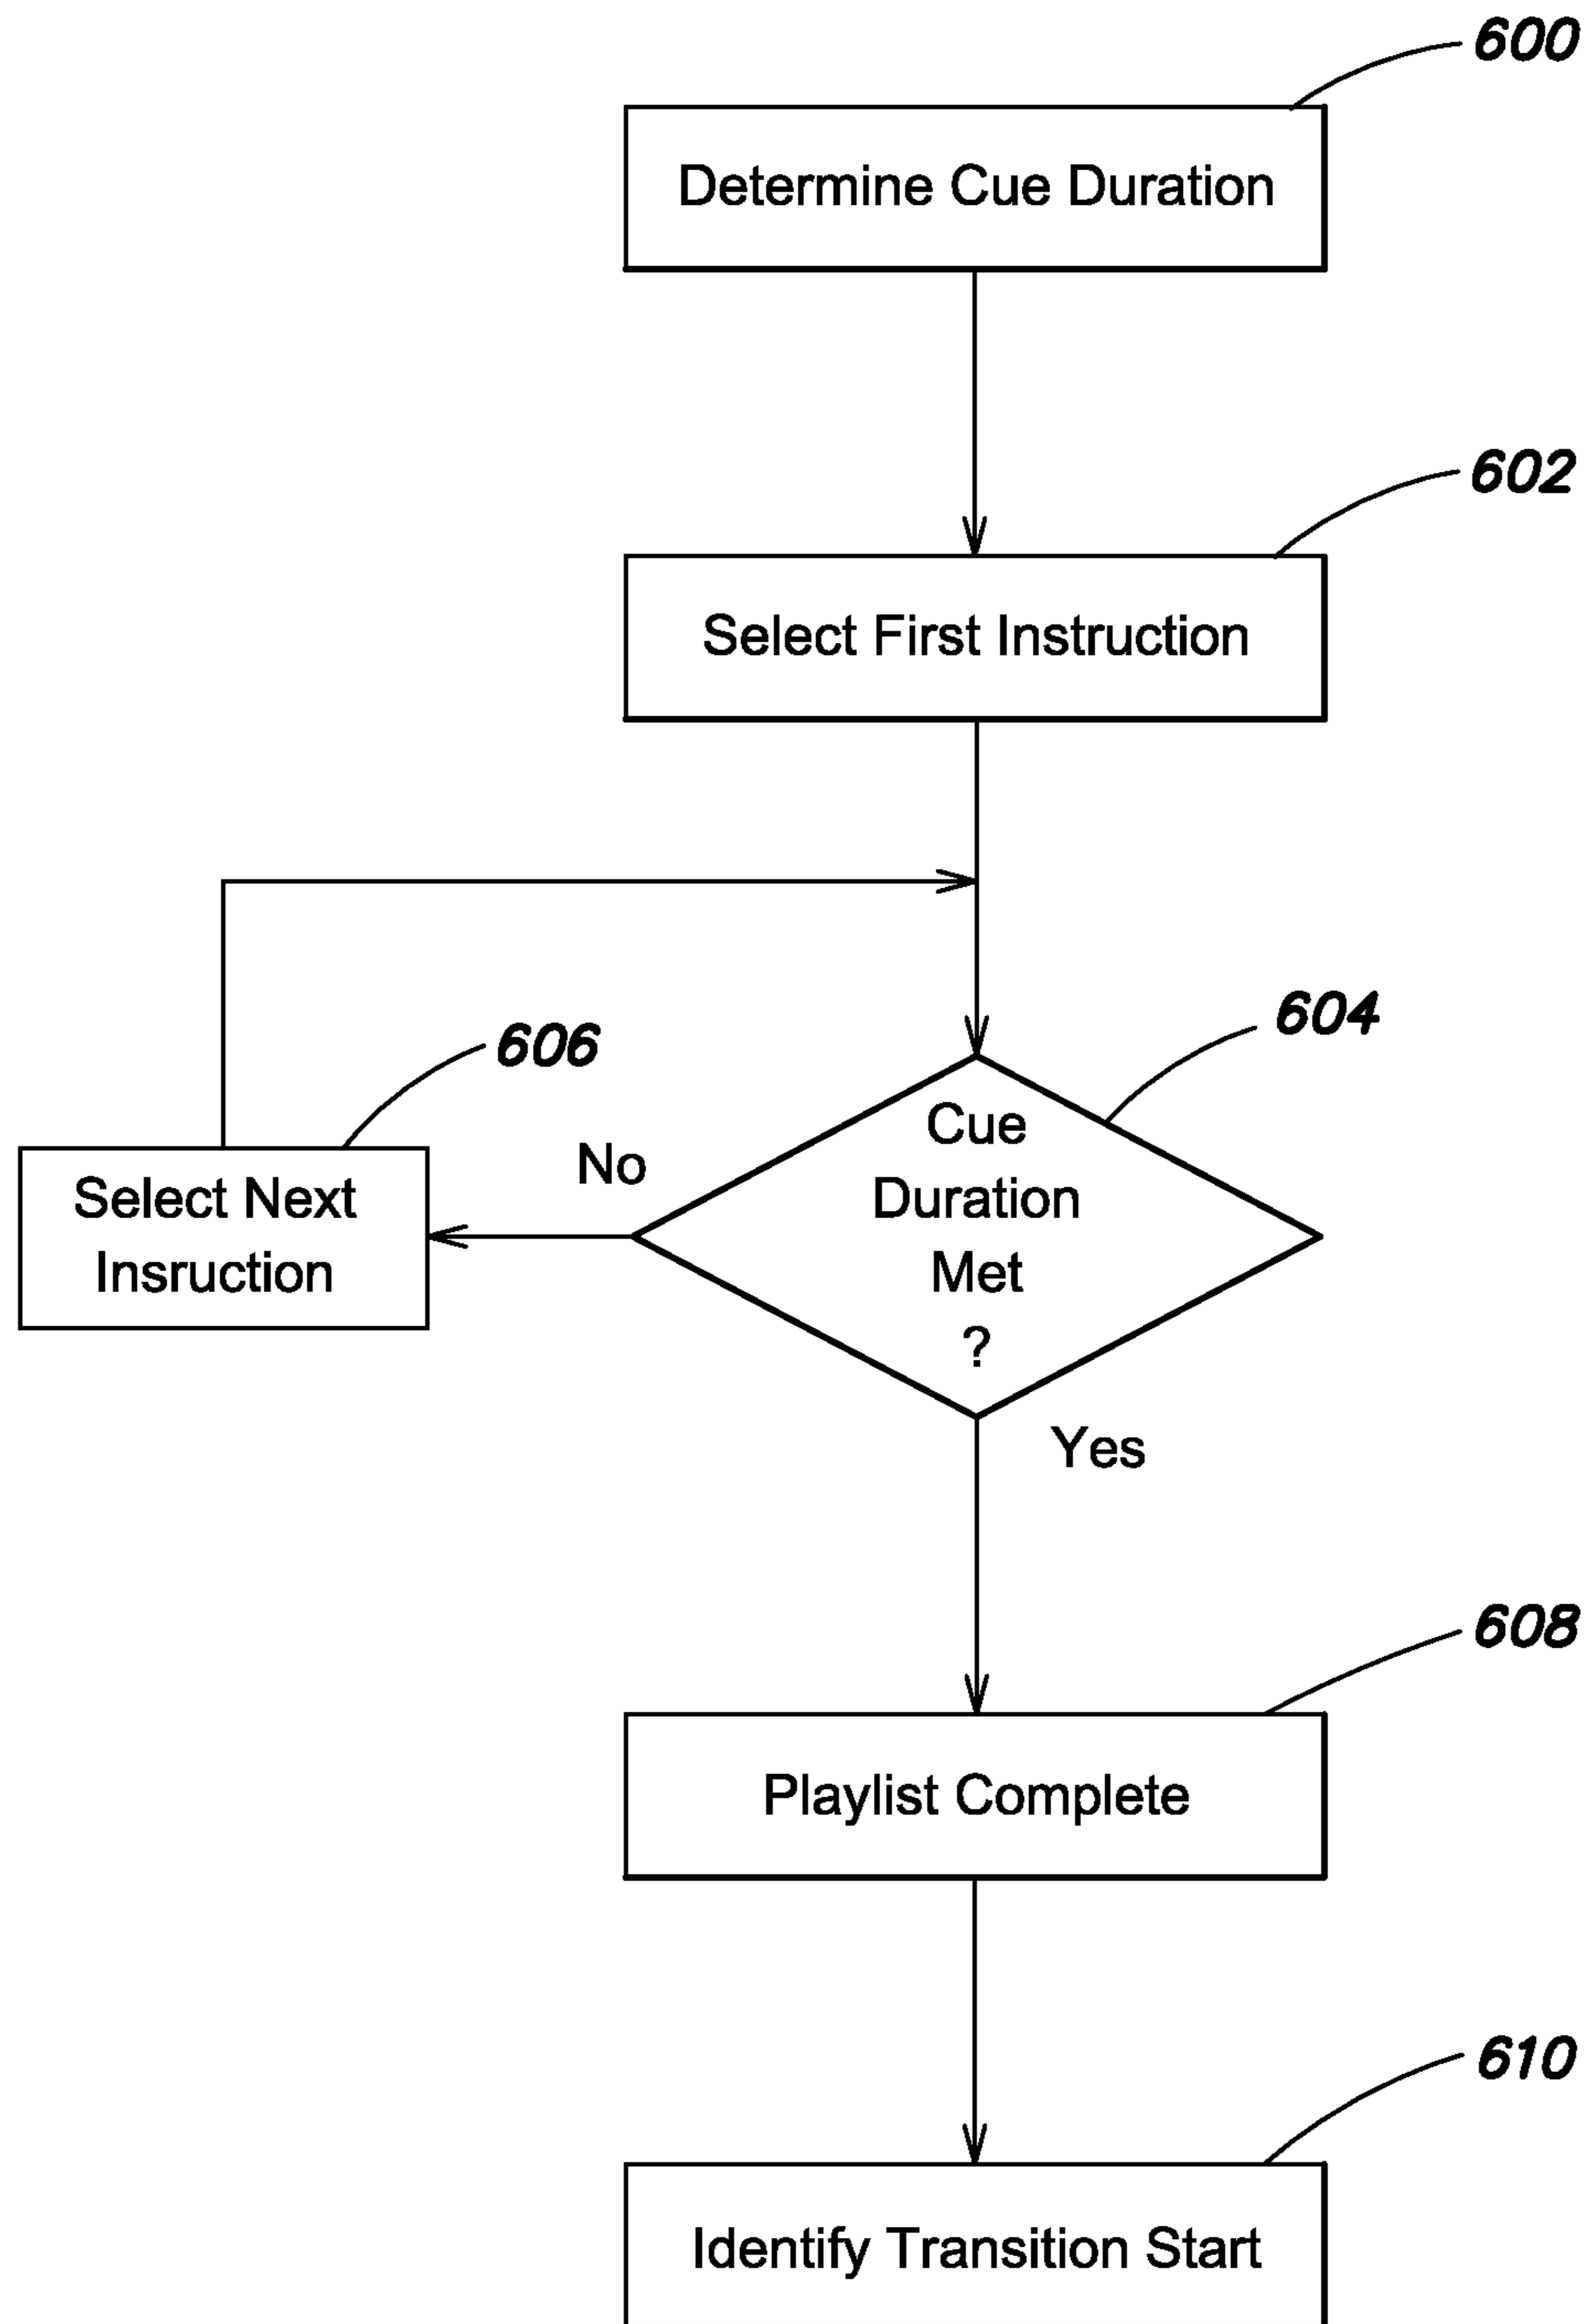 600
Determine Cue Duration
602
Select First Instruction
604
606
Cue
Duration
Met
?
No
Select Next
Insruction
Yes
608
Playlist Complete
610
Identify Transition Start